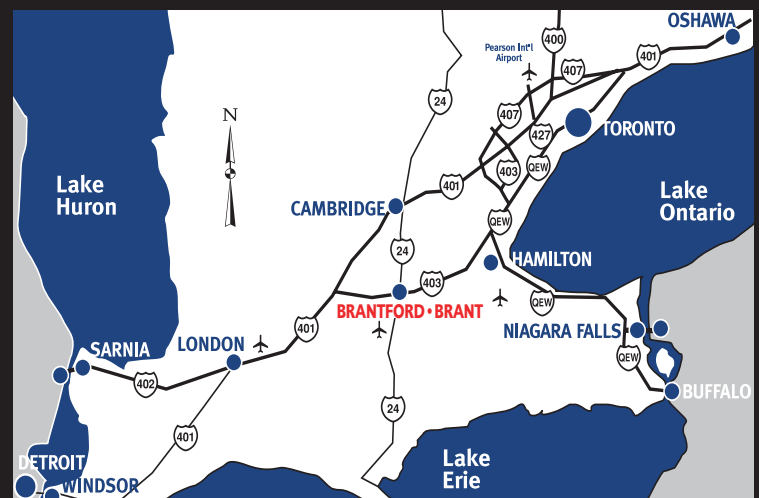 OSHAWA
400
Pearson Int'l
Airport
401
407
24
407
427
TORONTO
QEW
403
Lake
Huron
N
401
Lake
Ontario
CAMBRIDGE
QEW
24
HAMILTON
403
QEW
BRANTFORD • BRANT
401
NIAGARA FALLS
SARNIA
LONDON
QEW
402
BUFFALO
24
401
Lake
Erie
DETROIT
WINDSOR